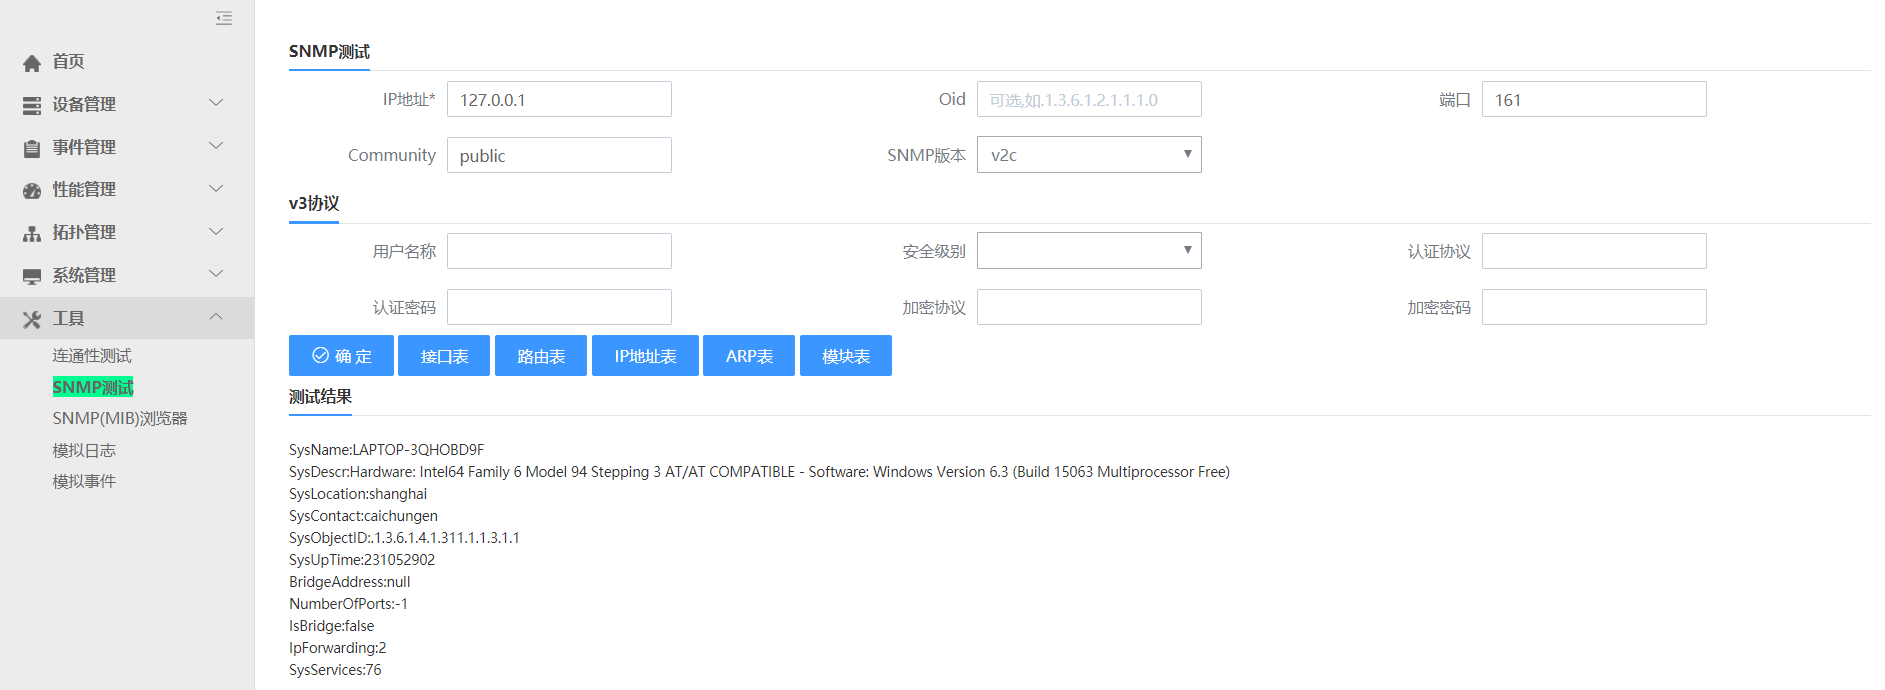 首页
设备管理
事件管理
性能管理
拓扑管理
系统管理
工具
连通性测试
SNMP测试
SNMP(MIB)浏览器
模拟日志
模拟事件
SNMP测试
IP地址* 127.0.0.1 Oid 可选,如.1.3.6.1.2.1.1.1.0 端口 161
Community public SNMP版本 v2c
v3协议
用户名称 安全级别 认证协议
认证密码 加密协议 加密密码
确 定 接口表 路由表 IP地址表 ARP表 模块表
测试结果
SysName:LAPTOP-3QHOBD9F
SysDescr:Hardware: Intel64 Family 6 Model 94 Stepping 3 AT/AT COMPATIBLE - Software: Windows Version 6.3 (Build 15063 Multiprocessor Free)
SysLocation:shanghai
SysContact:caichungen
SysObjectID:.1.3.6.1.4.1.311.1.1.3.1.1
SysUpTime:231052902
BridgeAddress:null
NumberOfPorts:-1
IsBridge:false
IpForwarding:2
SysServices:76